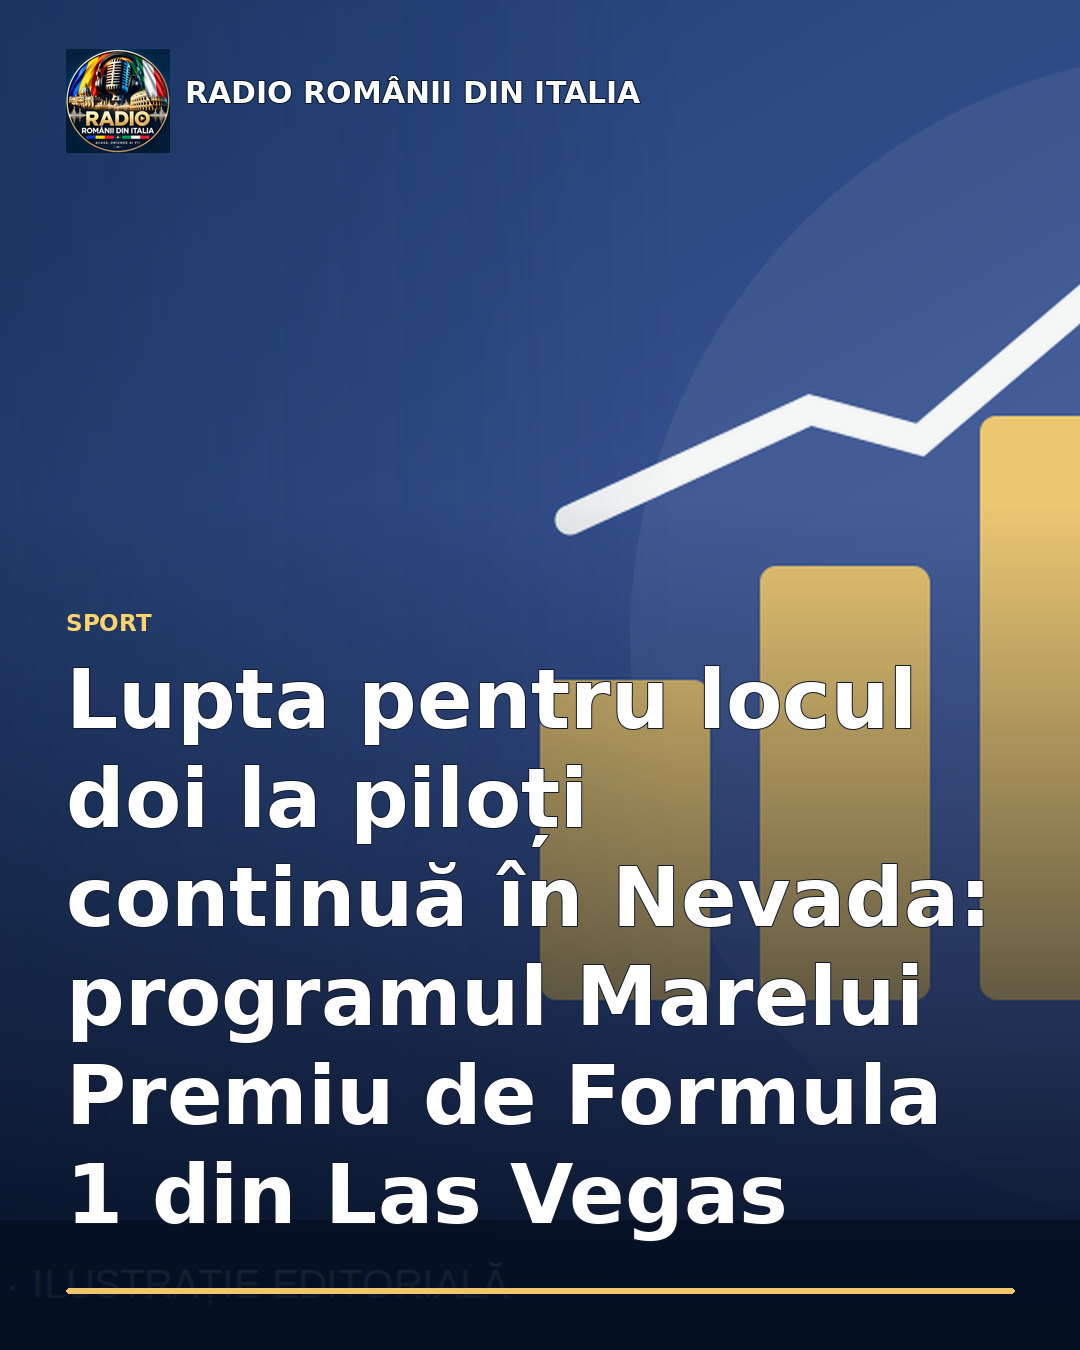 RADIO ROMÂNII DIN ITALIA
RADIO
ROMÂNII DIN ITALIA
SPORT
Lupta pentru locul
doi la piloți
continuă în Nevada:
programul Marelui
Premiu de Formula
1 din Las Vegas
· ILUSTRAȚIE EDITORIALĂ